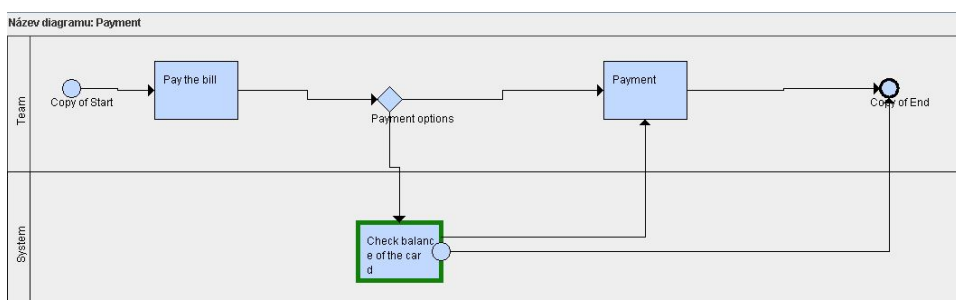 Název diagramu: Payment
Team
Copy of Start
Pay the bill
Payment options
Payment
Copy of End
System
Check balanc
e of the car
d